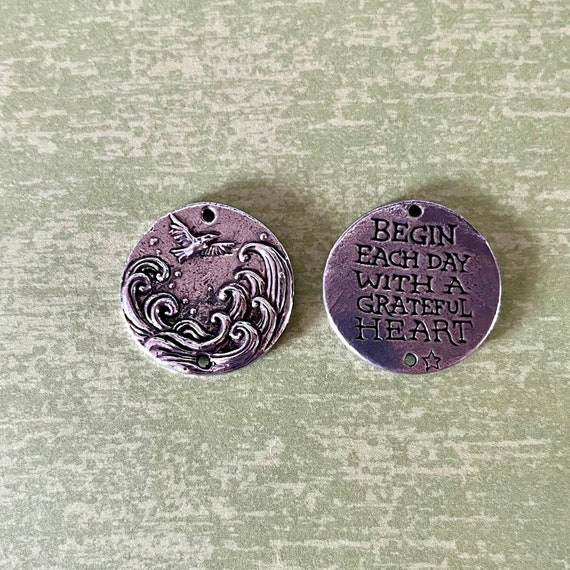 BEGIN
EACH DAY
WITH A
GRATEFUL
HEART